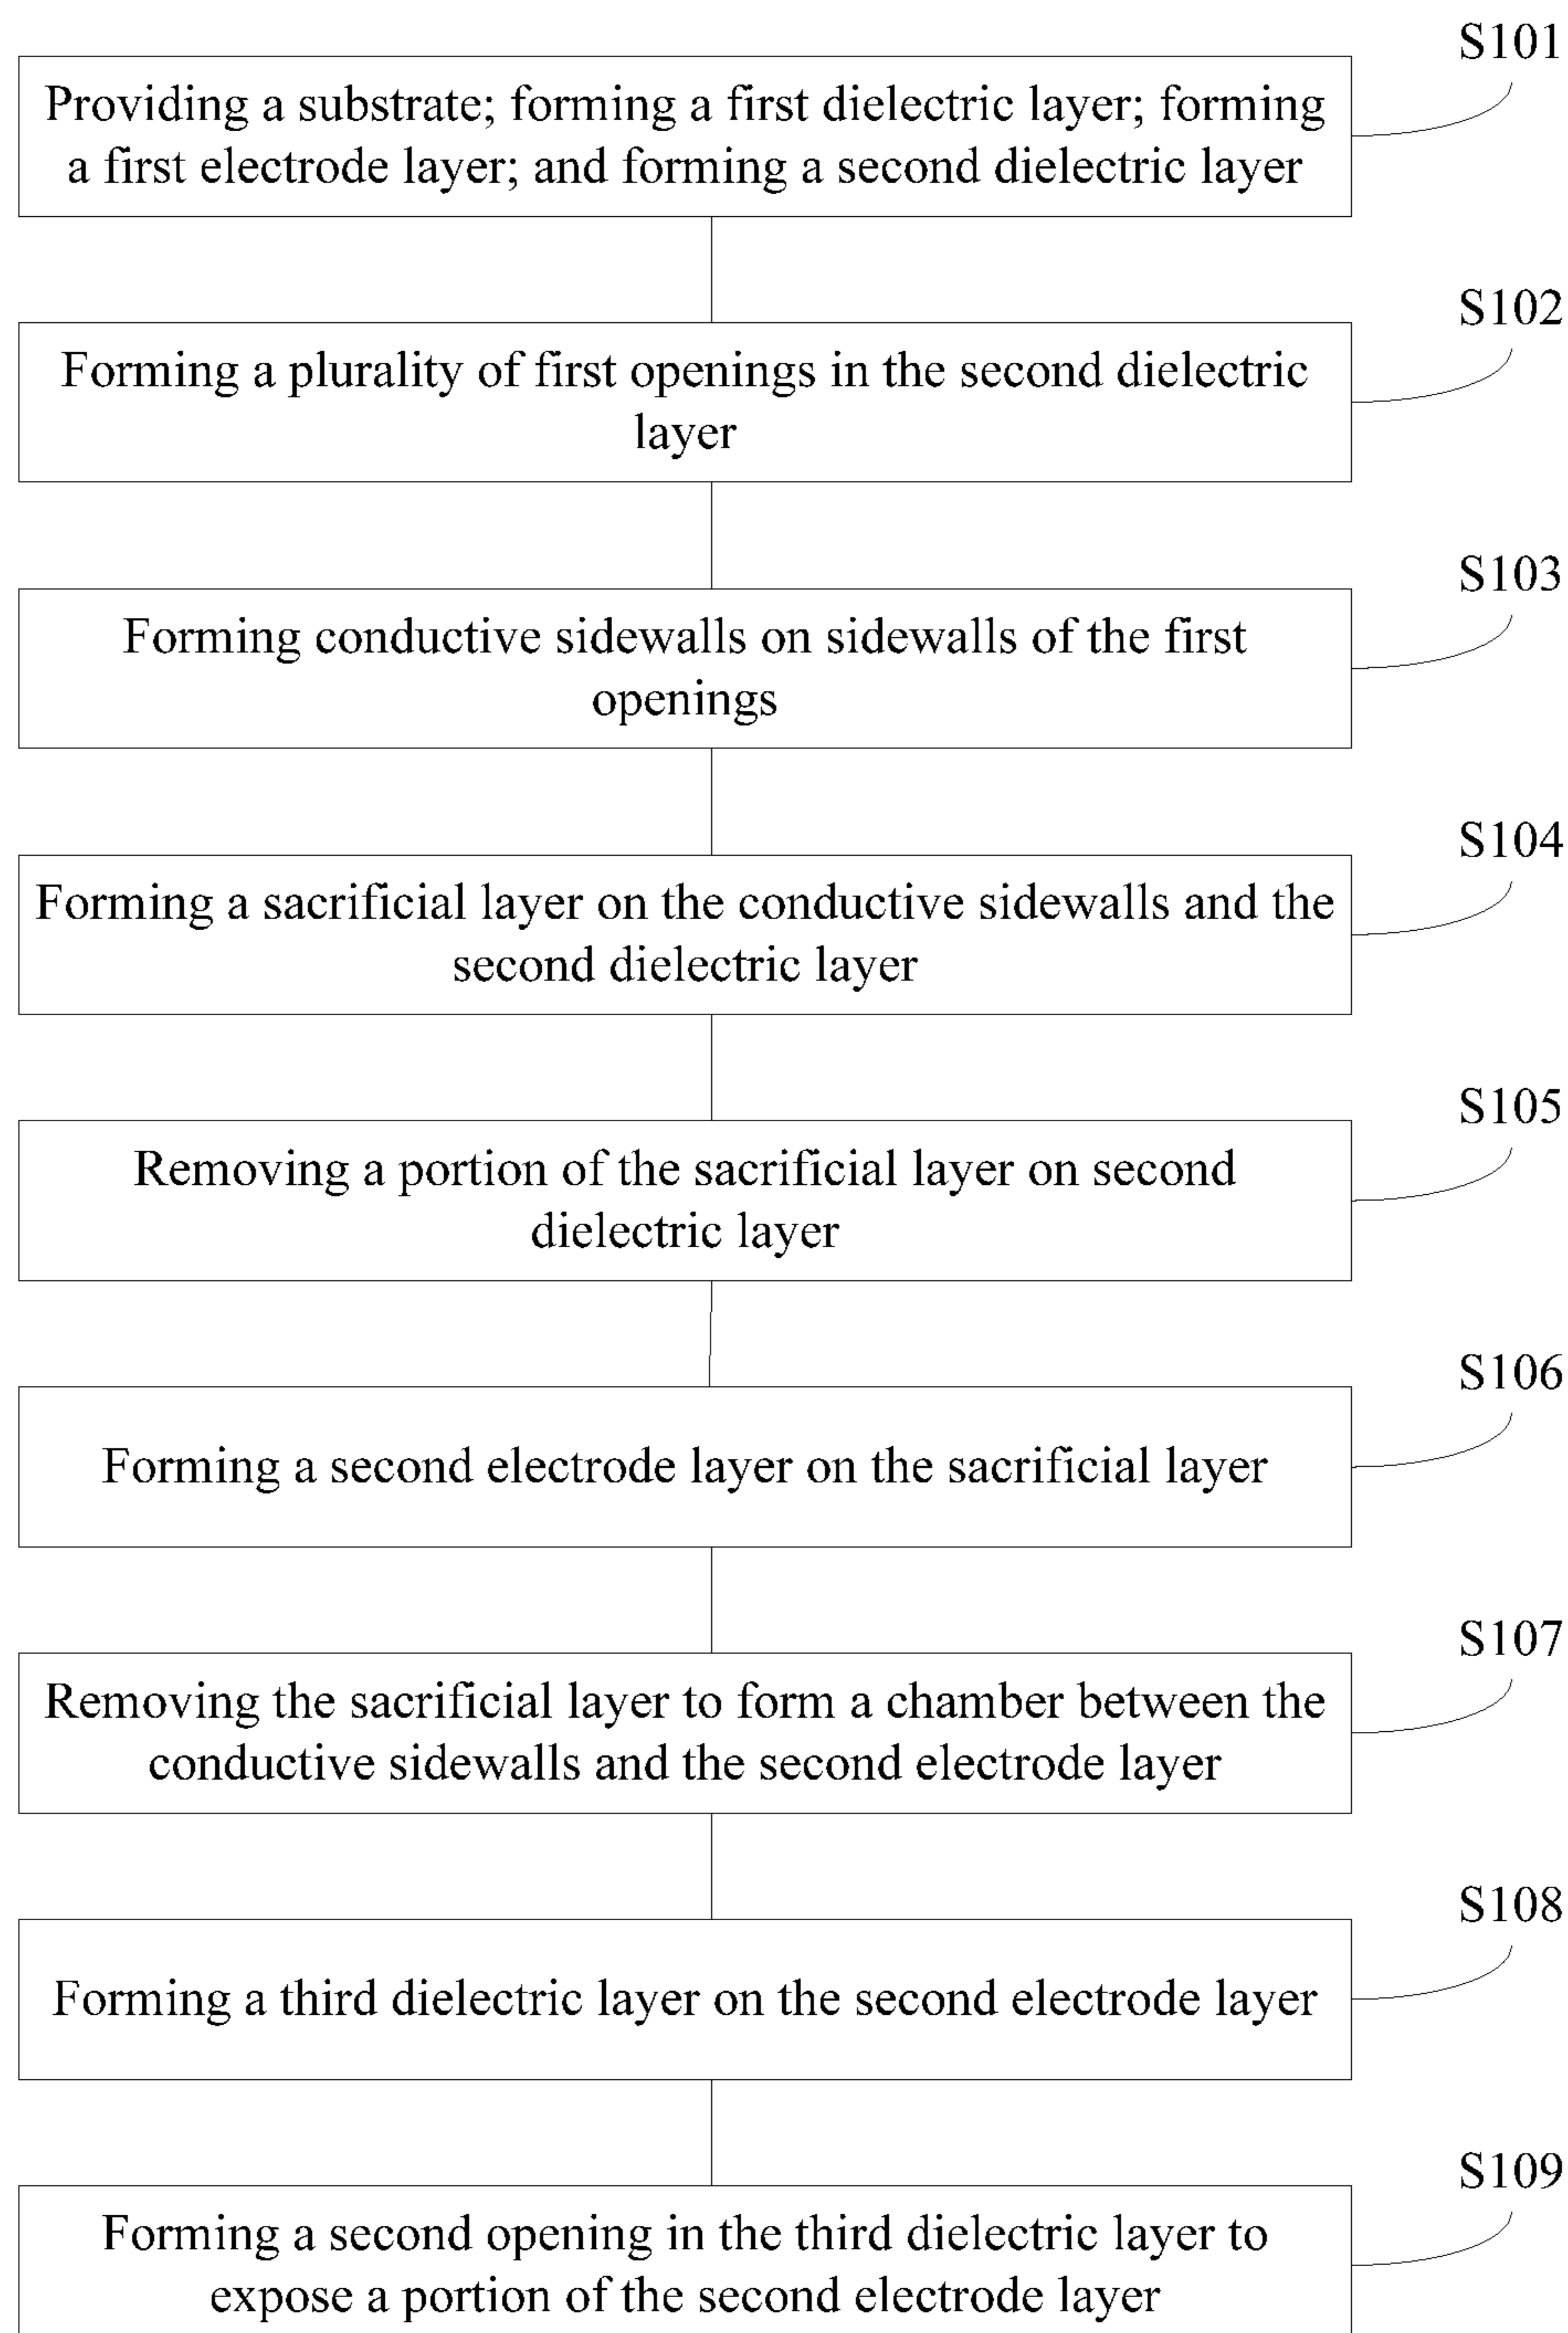 S101
Providing a substrate; forming a first dielectric layer; forming
a first electrode layer; and forming a second dielectric layer
S102
Forming a plurality of first openings in the second dielectric
layer
S103
Forming conductive sidewalls on sidewalls of the first
openings
S104
Forming a sacrificial layer on the conductive sidewalls and the
second dielectric layer
S105
Removing a portion of the sacrificial layer on second
dielectric layer
S106
Forming a second electrode layer on the sacrificial layer
S107
Removing the sacrificial layer to form a chamber between the
conductive sidewalls and the second electrode layer
S108
Forming a third dielectric layer on the second electrode layer
S109
Forming a second opening in the third dielectric layer to
expose a portion of the second electrode layer